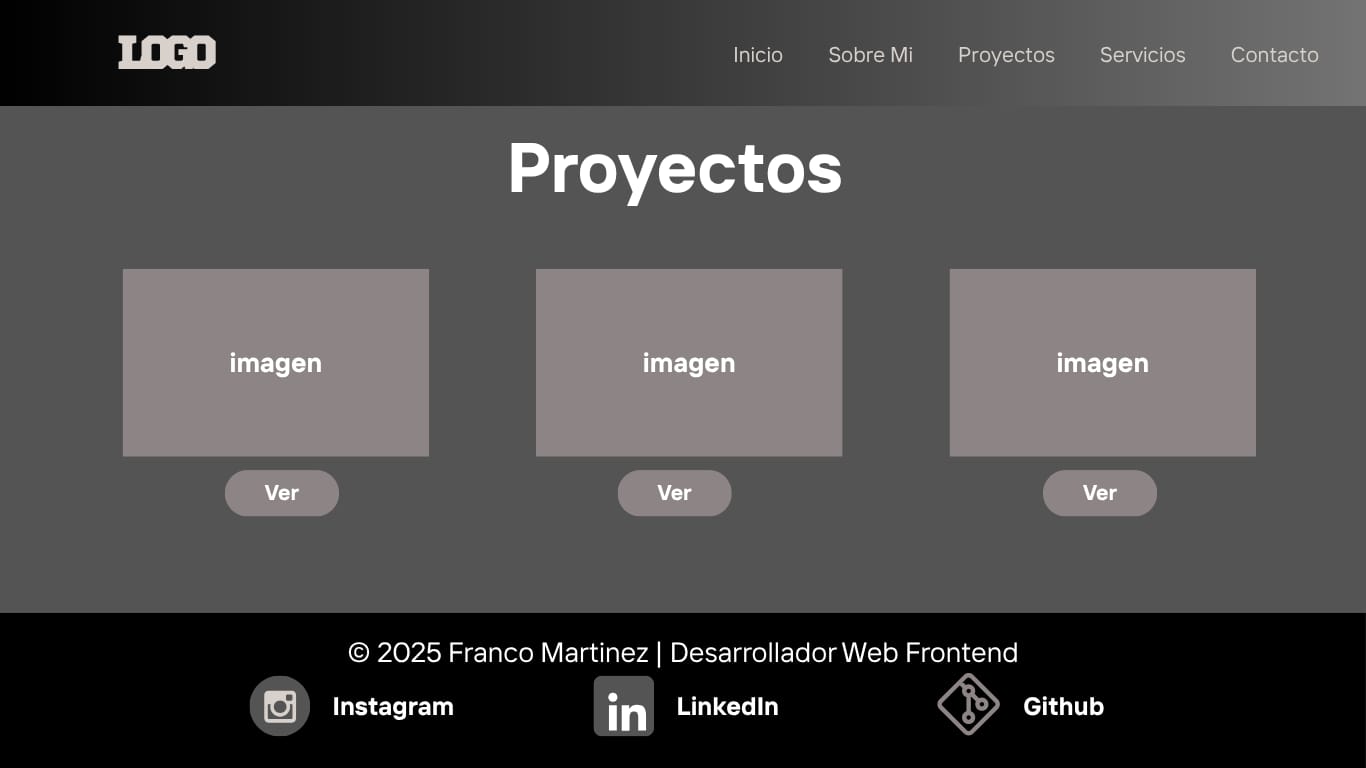 LOGO
Inicio Sobre Mi Proyectos Servicios Contacto
Proyectos
imagen imagen imagen
Ver Ver Ver
© 2025 Franco Martinez | Desarrollador Web Frontend
Instagram LinkedIn Github